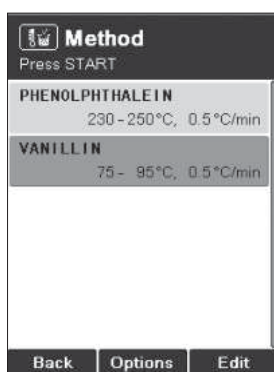 Method
Press START
PHENOLPHTHALEIN
230-250°C, 0.5°C/min
VANILLIN
75- 95°C, 0.5°C/min
Back Options Edit